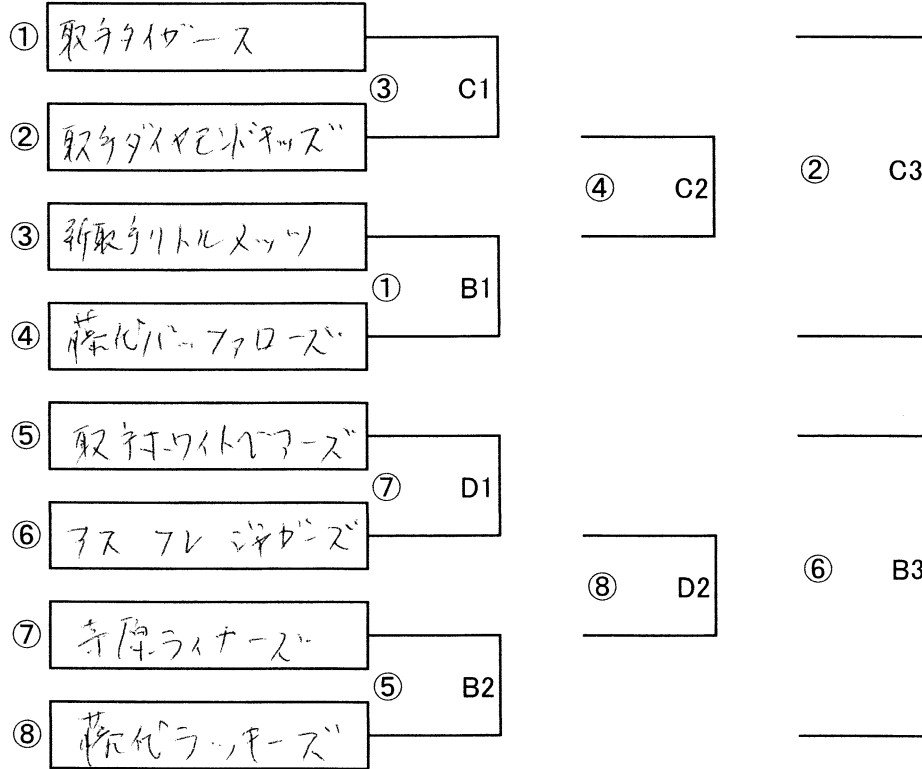 ① 取手タイガース
③ C1
② 取手ダイヤモンドキッズ
④ C2
② C3
③ 新取手リトルメッツ
① B1
④ 藤代バッファローズ
⑤ 取手ホワイトベアーズ
⑦ D1
⑥ アス フレ ジャガーズ
⑧ D2
⑥ B3
⑦ 寺原ライナーズ
⑤ B2
⑧ 藤代ラッキーズ